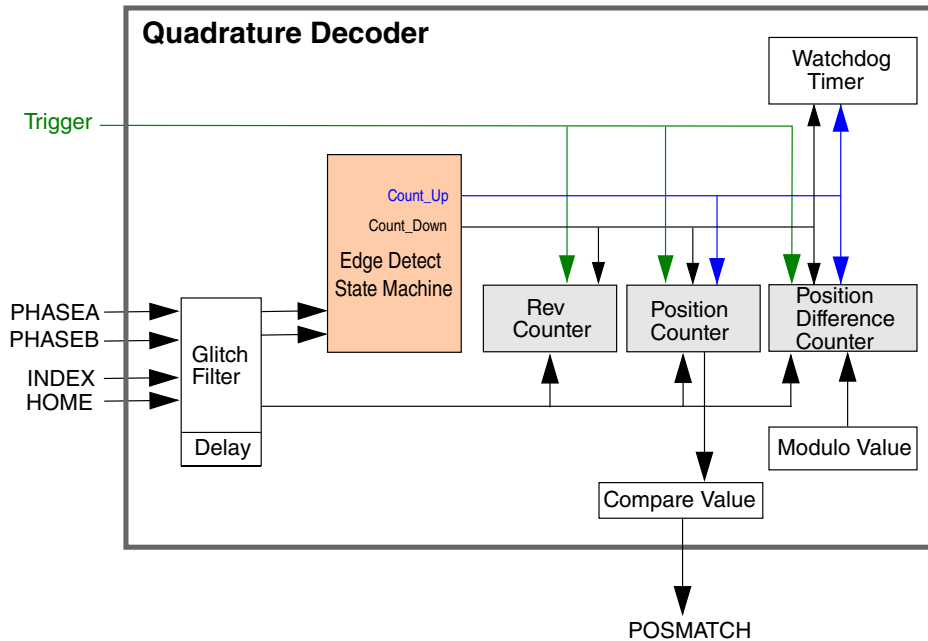 Quadrature Decoder
Watchdog
Timer
Trigger
Count_Up
Count_Down
Edge Detect
State Machine
PHASEA
PHASEB
INDEX
HOME
Glitch
Filter
Delay
Rev
Counter
Position
Counter
Position
Difference
Counter
Modulo Value
Compare Value
POSMATCH